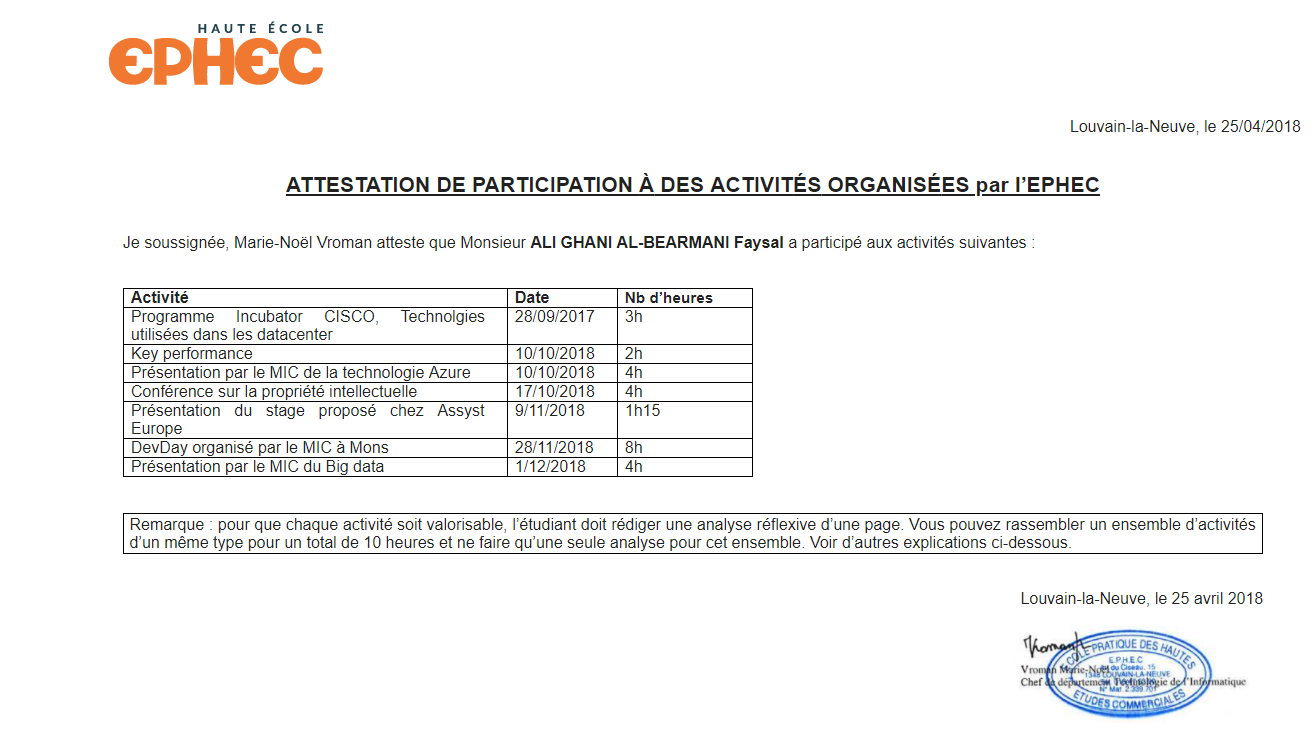 HAUTE ÉCOLE
EPHEC
Louvain-la-Neuve, le 25/04/2018
ATTESTATION DE PARTICIPATION À DES ACTIVITÉS ORGANISÉES par l’EPHEC
Je soussignée, Marie-Noël Vroman atteste que Monsieur ALI GHANI AL-BEARMANI Faysal a participé aux activités suivantes :
Activité Date Nb d’heures
Programme Incubator CISCO, Technolgies 28/09/2017 3h
utilisées dans les datacenter
Key performance 10/10/2018 2h
Présentation par le MIC de la technologie Azure 10/10/2018 4h
Conférence sur la propriété intellectuelle 17/10/2018 4h
Présentation du stage proposé chez Assyst 9/11/2018 1h15
Europe
DevDay organisé par le MIC à Mons 28/11/2018 8h
Présentation par le MIC du Big data 1/12/2018 4h
Remarque : pour que chaque activité soit valorisable, l’étudiant doit rédiger une analyse réflexive d’une page. Vous pouvez rassembler un ensemble d’activités
d’un même type pour un total de 10 heures et ne faire qu’une seule analyse pour cet ensemble. Voir d’autres explications ci-dessous.
Louvain-la-Neuve, le 25 avril 2018
Vroman
Vroman Marie-Noël
Chef de département Technologie de l’Informatique
ECOLE PRATIQUE DES HAUTES
E.P.H.E.C
du Ciseau, 15
1348 LOUVAIN-LA-NEUVE
N° Mat. 2.339.701
ETUDES COMMERCIALES